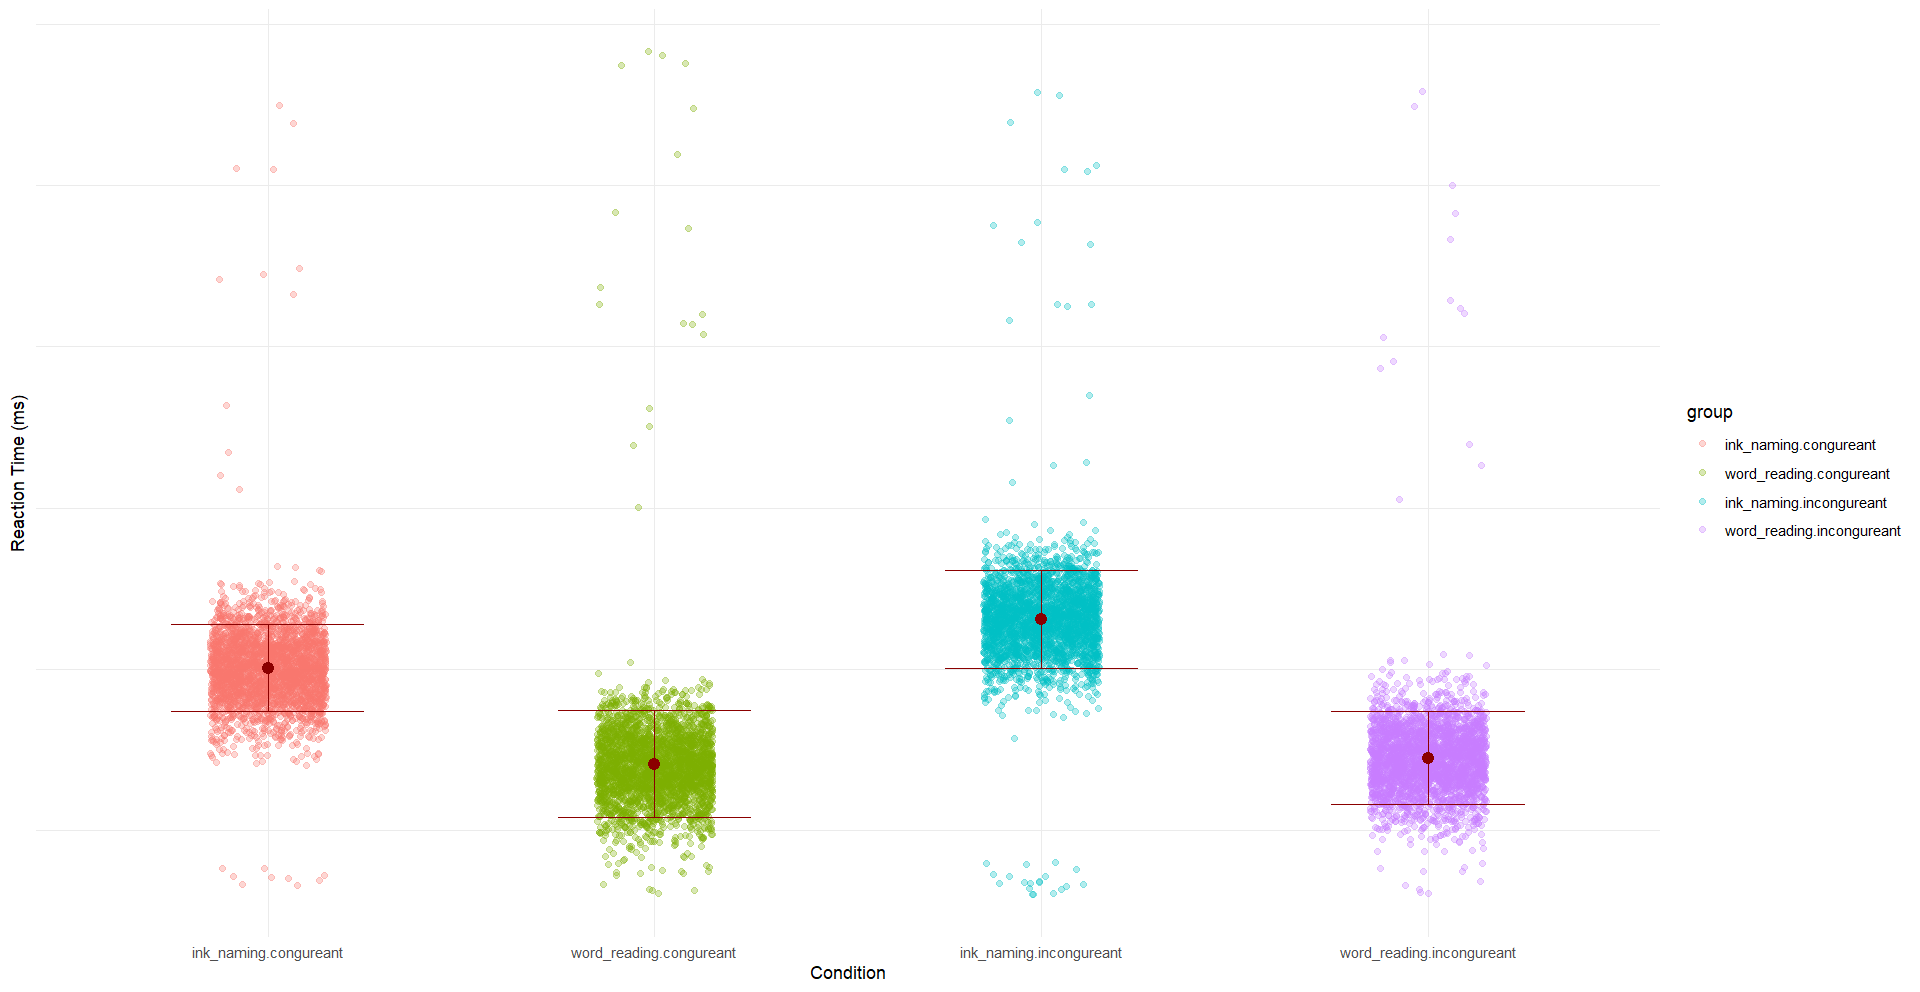 Reaction Time (ms)
ink_naming.congureant
word_reading.congureant
ink_naming.incongureant
word_reading.incongureant
Condition
group
ink_naming.congureant
word_reading.congureant
ink_naming.incongureant
word_reading.incongureant